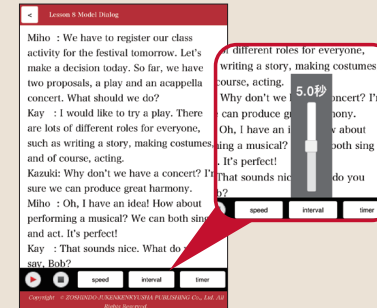 < Lesson 8 Model Dialog
Miho : We have to register our class
activity for the festival tomorrow. Let's
make a decision today. So far, we have
two proposals, a play and an acappella
concert. What should we do?
Kay : I would like to try a play. There
are lots of different roles for everyone,
such as writing a story, making costumes,
and of course, acting.
Kazuki: Why don't we have a concert? I'm
sure we can produce great harmony.
Miho : Oh, I have an idea! How about
performing a musical? We can both sing
and act. It's perfect!
Kay : That sounds nice. What do
say, Bob?
speed interval timer
Copyright © ZOSHINDO JUKENKENKYUSHA PUBLISHING Co., Ltd. All
Rights Reserved
of different roles for everyone,
writing a story, making costumes
course, acting.
Why don't we concert? I'm
can produce harmony.
Oh, I have an about
a musical? both sing
. It's perfect!
That sounds do you
5.0秒
speed interval timer